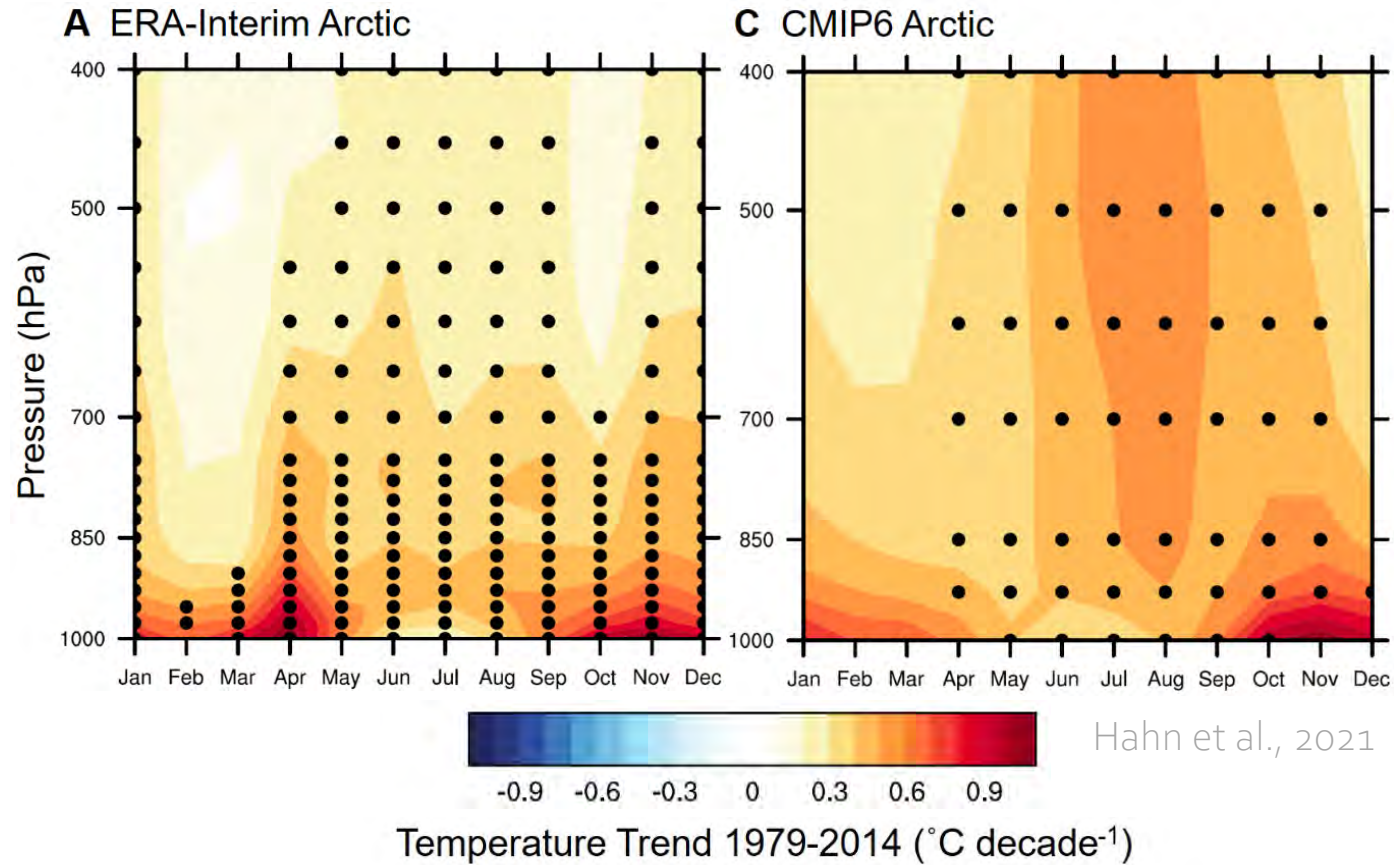 A ERA-Interim Arctic
C CMIP6 Arctic
Pressure (hPa)
400
500
700
850
1000
Jan Feb Mar Apr May Jun Jul Aug Sep Oct Nov Dec
400
500
700
850
1000
Jan Feb Mar Apr May Jun Jul Aug Sep Oct Nov Dec
Hahn et al., 2021
-0.9 -0.6 -0.3 0 0.3 0.6 0.9
Temperature Trend 1979-2014 (˚C decade⁻¹)